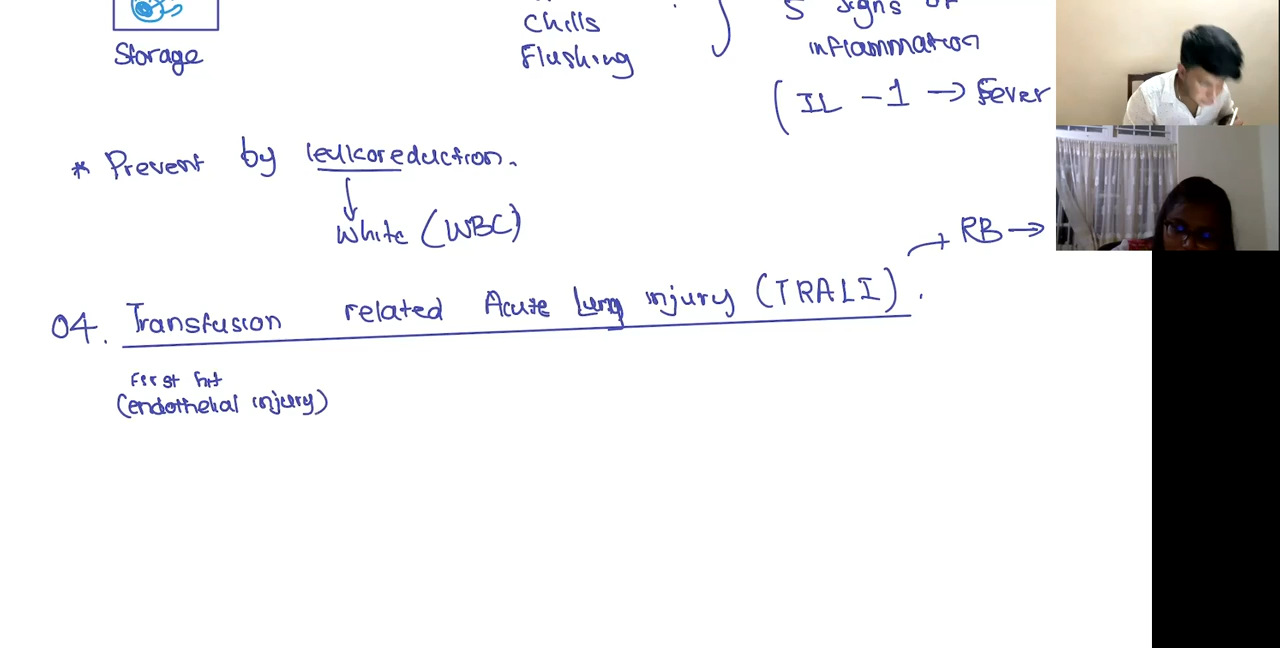 Storage
Chills
Flushing
5 signs of
inflammation
(IL -1 → Fever
* Prevent by leukoreduction.
↓
White (WBC)
→ RB →
04. Transfusion related Acute Lung injury (TRALI).
First hit
(endothelial injury)